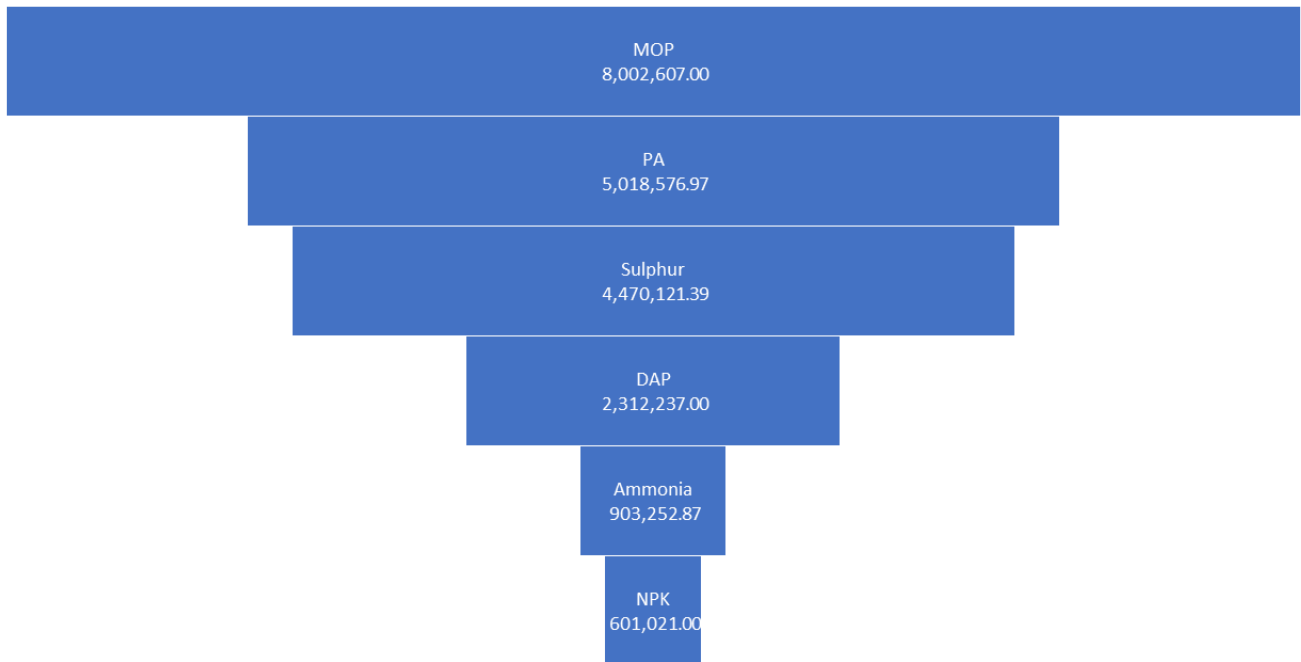 MOP
8,002,607.00
PA
5,018,576.97
Sulphur
4,470,121.39
DAP
2,312,237.00
Ammonia
903,252.87
NPK
601,021.00